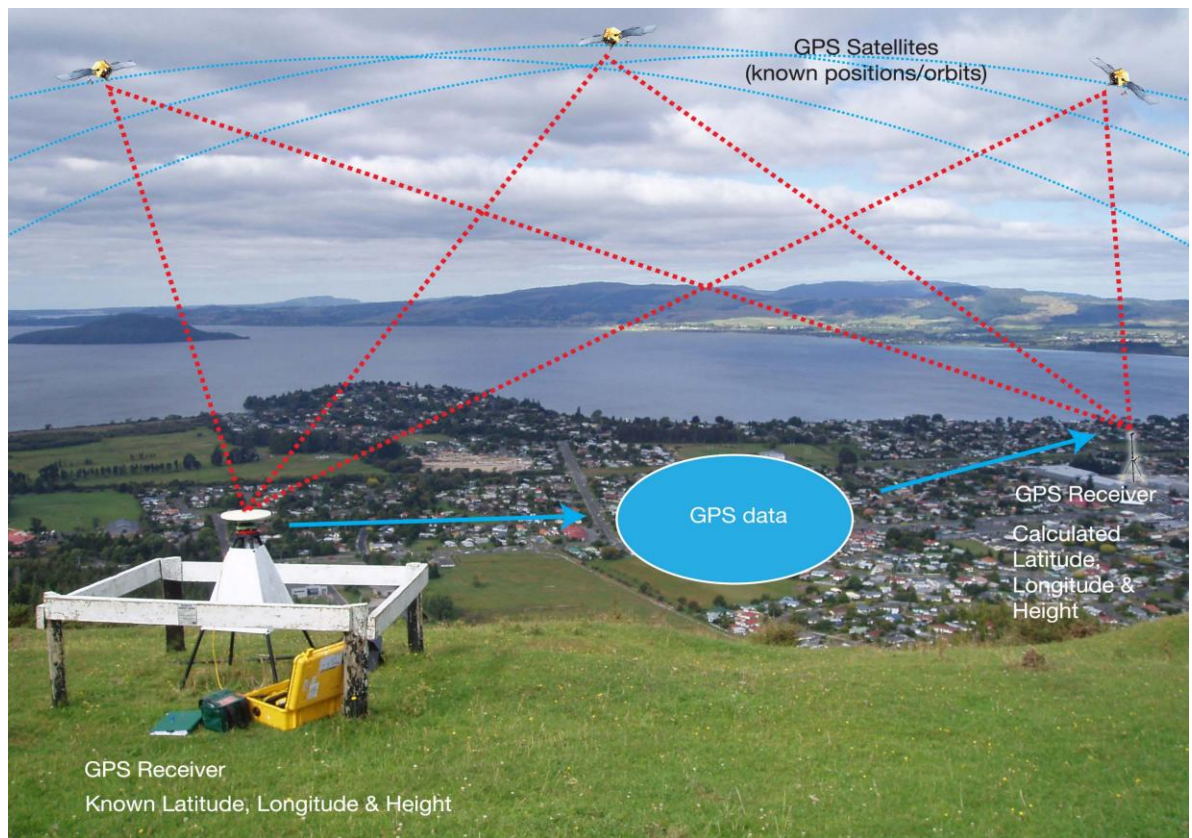 GPS Satellites
(known positions/orbits)
GPS data
GPS Receiver
Calculated
Latitude,
Longitude &
Height
GPS Receiver
Known Latitude, Longitude & Height